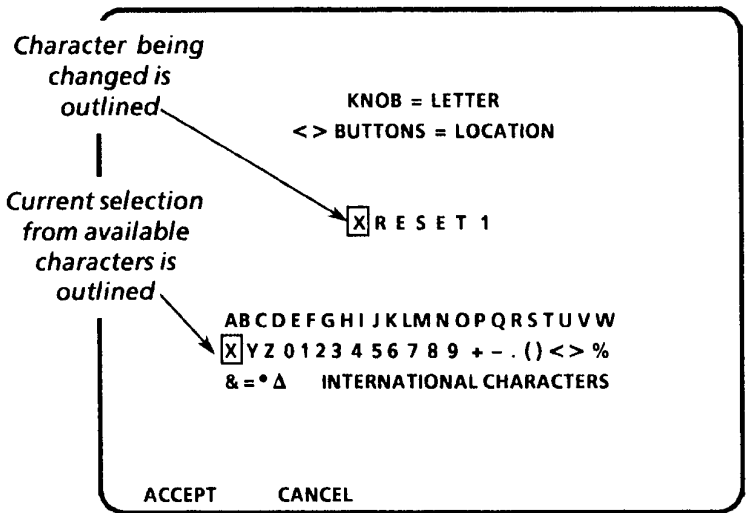 Character being
changed is
outlined
KNOB = LETTER
< > BUTTONS = LOCATION
Current selection
from available
characters is
outlined
X R E S E T 1
A B C D E F G H I J K L M N O P Q R S T U V W
X Y Z 0 1 2 3 4 5 6 7 8 9 + - . ( ) < > %
& = • Δ INTERNATIONAL CHARACTERS
ACCEPT CANCEL